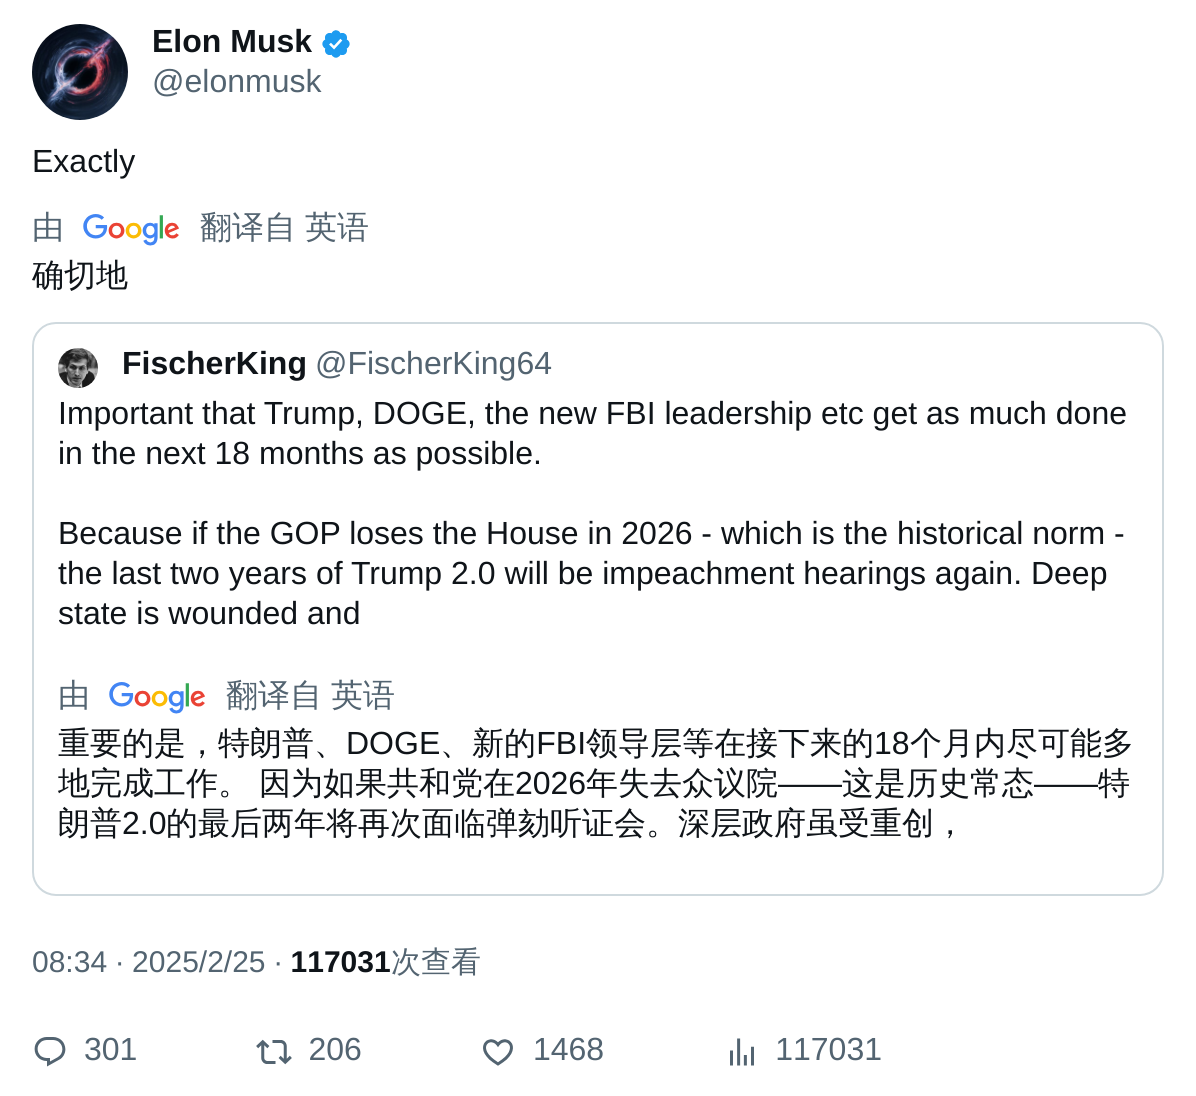 Elon Musk
@elonmusk
Exactly
由 Google 翻译自 英语
确切地
FischerKing @FischerKing64
Important that Trump, DOGE, the new FBI leadership etc get as much done
in the next 18 months as possible.
Because if the GOP loses the House in 2026 - which is the historical norm -
the last two years of Trump 2.0 will be impeachment hearings again. Deep
state is wounded and
由 Google 翻译自 英语
重要的是，特朗普、DOGE、新的FBI领导层等在接下来的18个月内尽可能多
地完成工作。 因为如果共和党在2026年失去众议院——这是历史常态——特
朗普2.0的最后两年将再次面临弹劾听证会。深层政府虽受重创，
08:34 · 2025/2/25 · 117031次查看
301 206 1468 117031